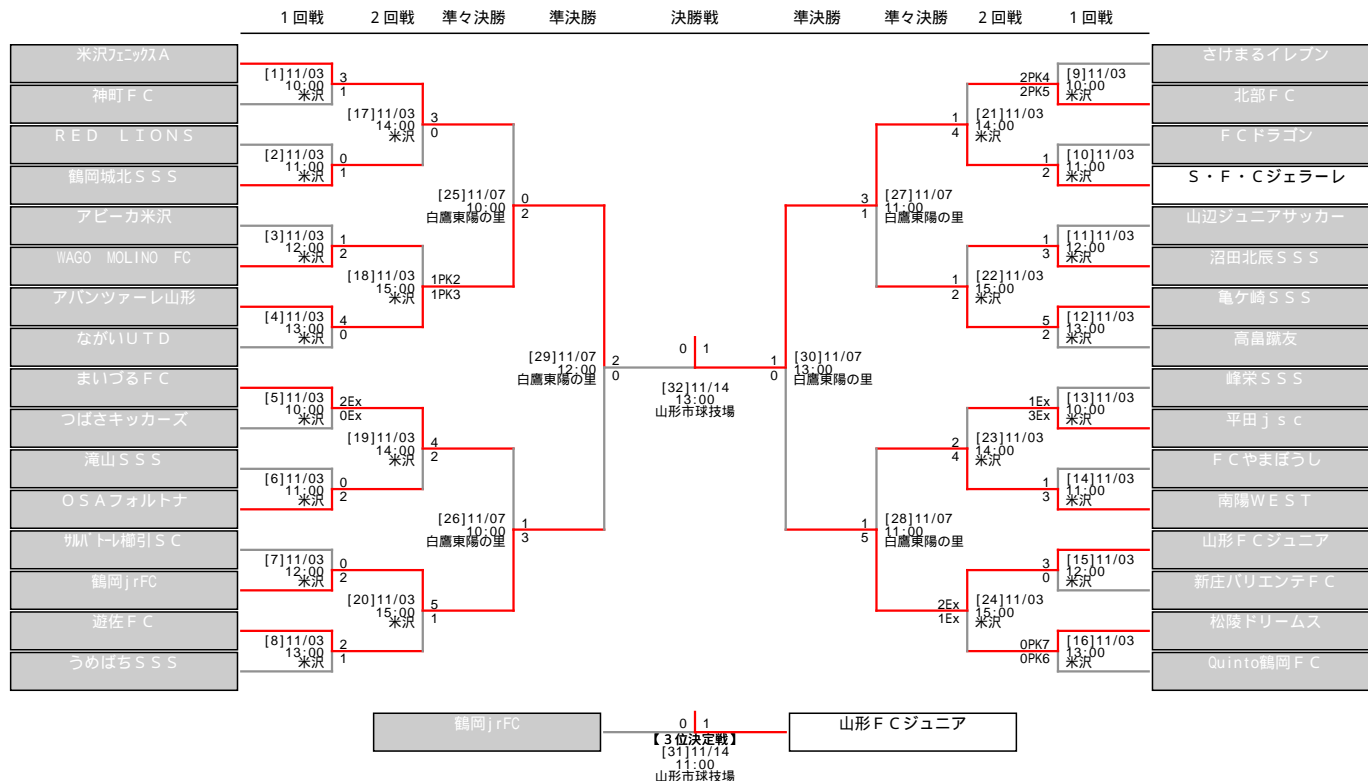 1回戦 2回戦 準々決勝 準決勝 決勝戦 準決勝 準々決勝 2回戦 1回戦
米沢フェニックスA
神町FC
RED LIONS
鶴岡城北SSS
アビーカ米沢
WAGO MOLINO FC
アバンツァーレ山形
ながいUTD
まいづるFC
つばさキッカーズ
滝山SSS
OSAフォルトナ
サルバトーレ櫛引SC
鶴岡jrFC
遊佐FC
うめばちSSS
[1]11/03
10:00
米沢
3
1
[2]11/03
11:00
米沢
0
1
[3]11/03
12:00
米沢
1
2
[4]11/03
13:00
米沢
4
0
[5]11/03
10:00
米沢
2Ex
0Ex
[6]11/03
11:00
米沢
0
2
[7]11/03
12:00
米沢
0
2
[8]11/03
13:00
米沢
2
1
[17]11/03
14:00
米沢
3
0
[18]11/03
15:00
米沢
1PK2
1PK3
[19]11/03
14:00
米沢
4
2
[20]11/03
15:00
米沢
5
1
[25]11/07
10:00
白鷹東陽の里
0
2
[26]11/07
10:00
白鷹東陽の里
1
3
[29]11/07
12:00
白鷹東陽の里
2
0
0 1
[32]11/14
13:00
山形市球技場
1
0
[30]11/07
13:00
白鷹東陽の里
3
1
[27]11/07
11:00
白鷹東陽の里
1
5
[28]11/07
11:00
白鷹東陽の里
1
4
[21]11/03
14:00
米沢
1
2
[22]11/03
15:00
米沢
2
4
[23]11/03
14:00
米沢
2Ex
1Ex
[24]11/03
15:00
米沢
2PK4
2PK5
[9]11/03
10:00
米沢
1
2
[10]11/03
11:00
米沢
1
3
[11]11/03
12:00
米沢
5
2
[12]11/03
13:00
米沢
1Ex
3Ex
[13]11/03
10:00
米沢
1
3
[14]11/03
11:00
米沢
3
0
[15]11/03
12:00
米沢
0PK7
0PK6
[16]11/03
13:00
米沢
さけまるイレブン
北部FC
FCドラゴン
S・F・Cジェラーレ
山辺ジュニアサッカー
沼田北辰SSS
亀ケ崎SSS
高畠蹴友
峰栄SSS
平田jsc
FCやまぼうし
南陽WEST
山形FCジュニア
新庄バリエンテFC
松陵ドリームス
Quinto鶴岡FC
鶴岡jrFC
0 1
山形FCジュニア
【3位決定戦】
[31]11/14
11:00
山形市球技場